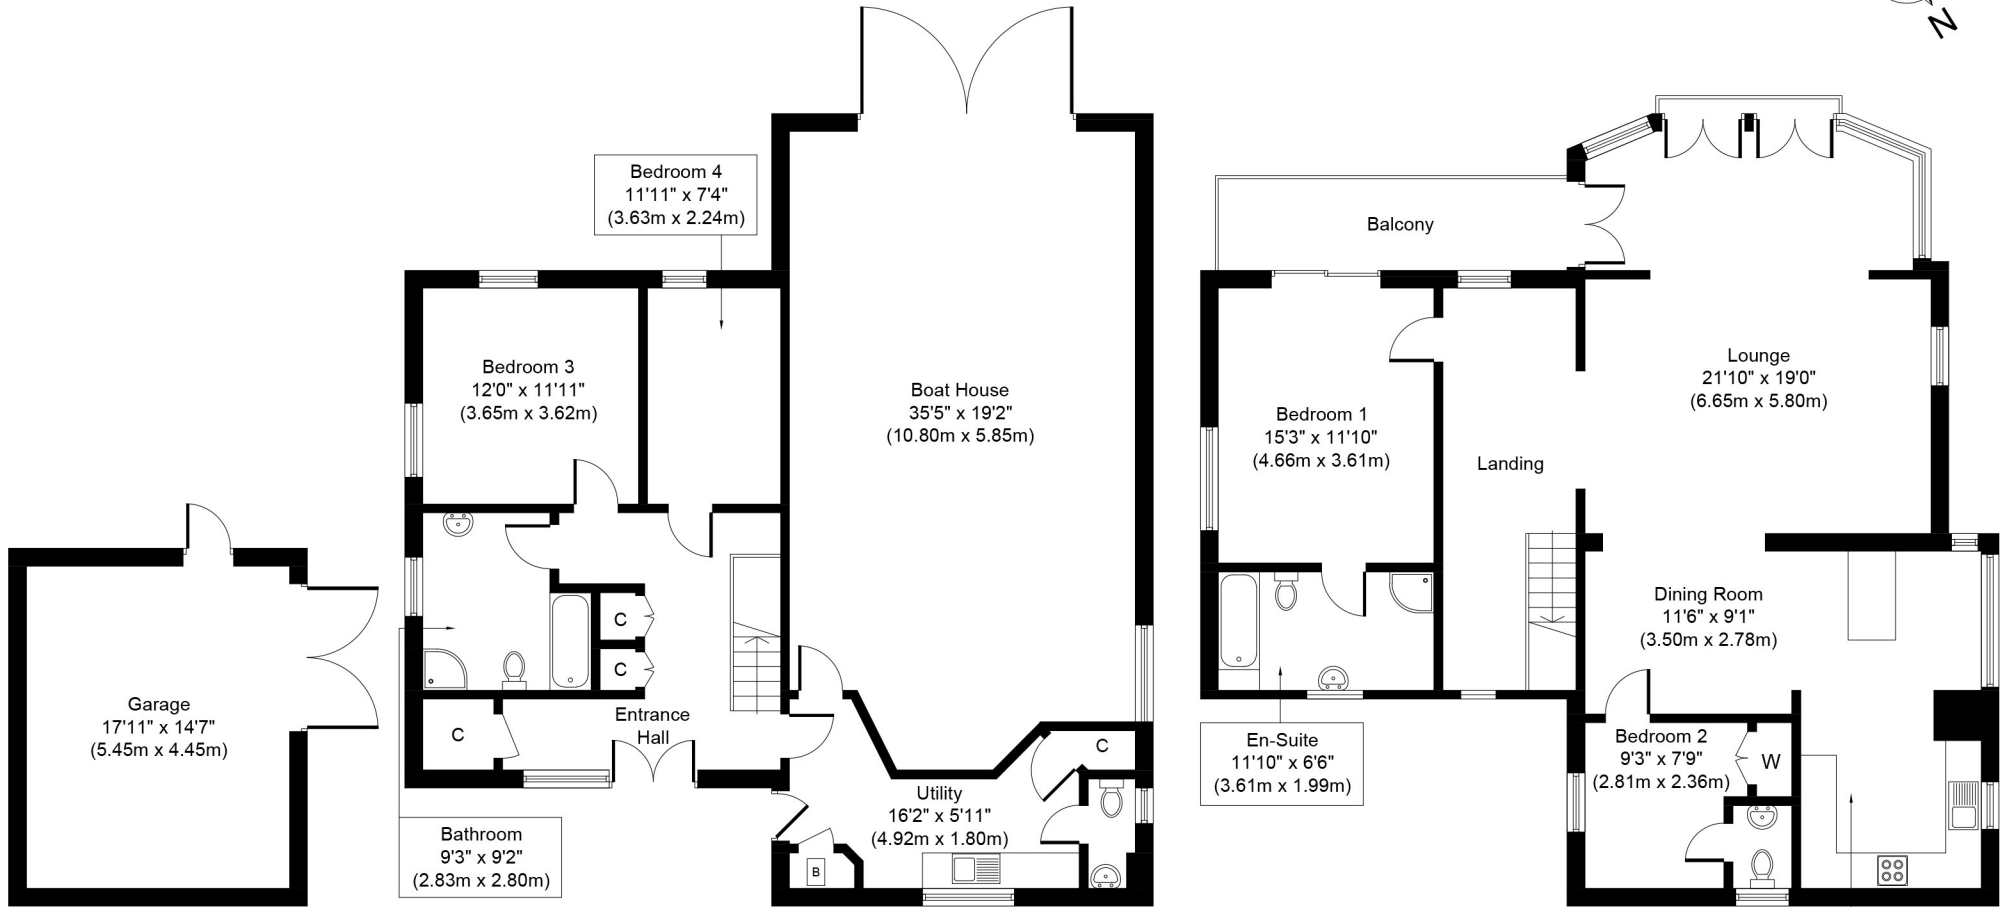 N
Bedroom 4
11'11" x 7'4"
(3.63m x 2.24m)
Balcony
Bedroom 3
12'0" x 11'11"
(3.65m x 3.62m)
Boat House
35'5" x 19'2"
(10.80m x 5.85m)
Lounge
21'10" x 19'0"
(6.65m x 5.80m)
Bedroom 1
15'3" x 11'10"
(4.66m x 3.61m)
Landing
Dining Room
11'6" x 9'1"
(3.50m x 2.78m)
C
C
Garage
17'11" x 14'7"
(5.45m x 4.45m)
C
Entrance
Hall
C
En-Suite
11'10" x 6'6"
(3.61m x 1.99m)
Bedroom 2
9'3" x 7'9"
(2.81m x 2.36m)
W
Utility
16'2" x 5'11"
(4.92m x 1.80m)
Bathroom
9'3" x 9'2"
(2.83m x 2.80m)
B